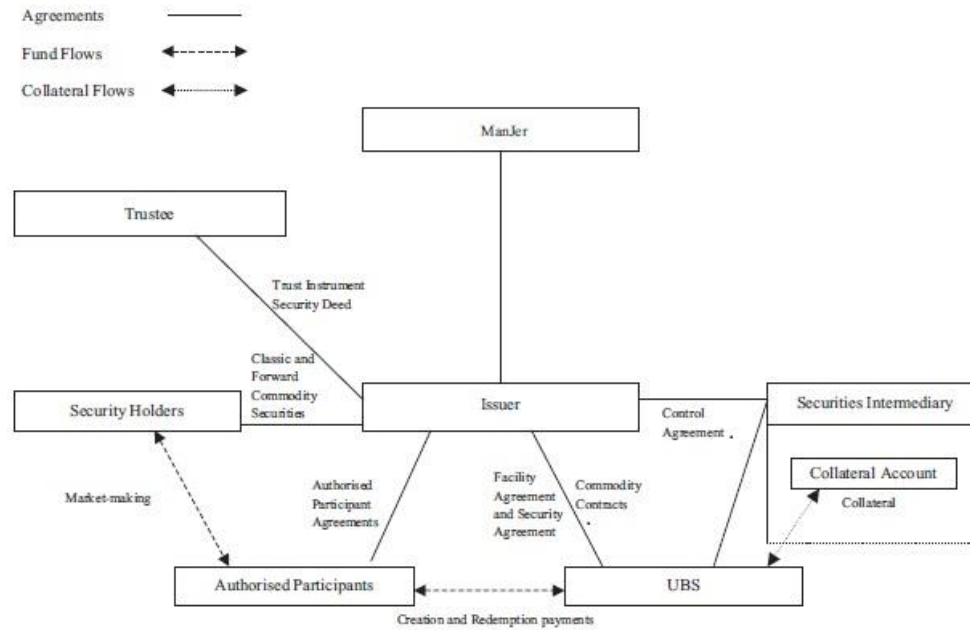 Agreements
Fund Flows
Collateral Flows
ManJer
Trustee
Trust Instrument
Security Deed
Classic and
Forward
Commodity
Securities
Security Holders
Issuer
Securities Intermediary
Control
Agreement
Collateral Account
Collateral
Market-making
Authorised
Participant
Agreements
Facility
Agreement
and Security
Agreement
Commodity
Contracts
Authorised Participants
UBS
Creation and Redemption payments